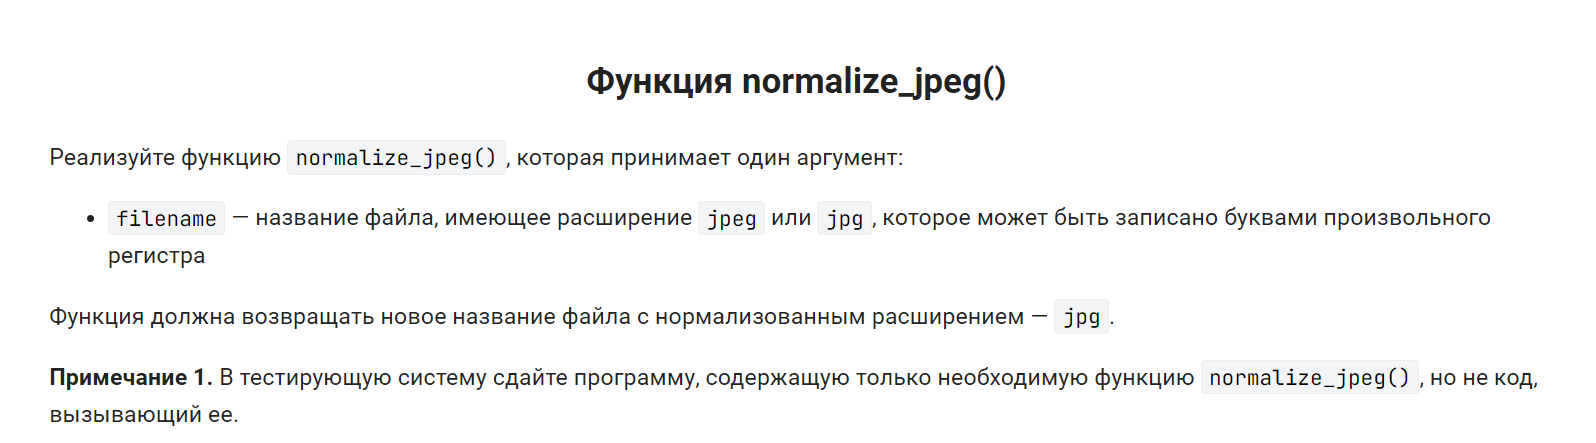 Функция normalize_jpeg()
Реализуйте функцию normalize_jpeg() , которая принимает один аргумент:
• filename — название файла, имеющее расширение jpeg или jpg , которое может быть записано буквами произвольного
регистра
Функция должна возвращать новое название файла с нормализованным расширением — jpg .
Примечание 1. В тестирующую систему сдайте программу, содержащую только необходимую функцию normalize_jpeg() , но не код,
вызывающий ее.